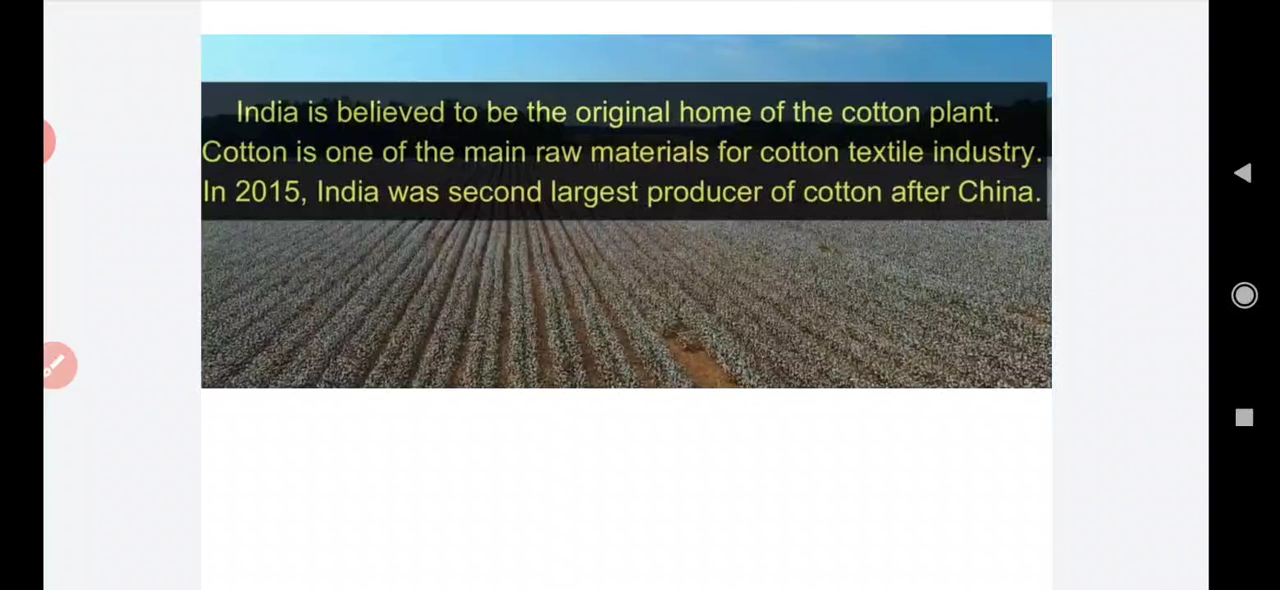 India is believed to be the original home of the cotton plant.
Cotton is one of the main raw materials for cotton textile industry.
In 2015, India was second largest producer of cotton after China.